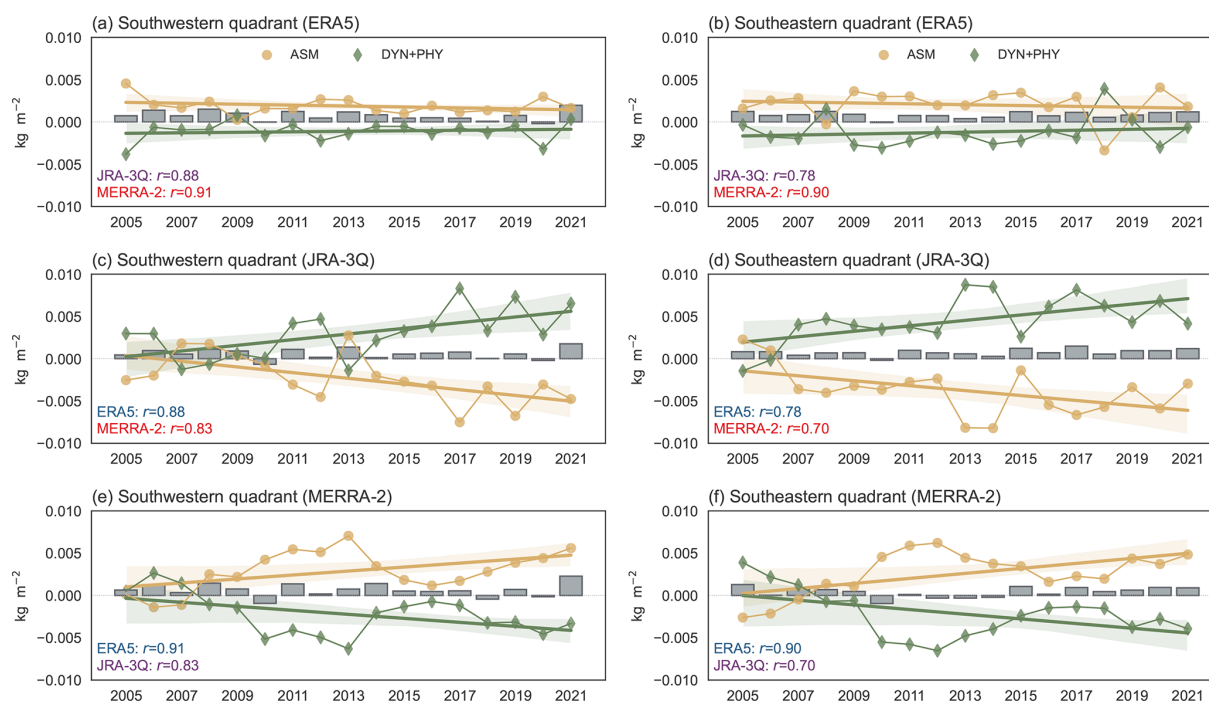 (a) Southwestern quadrant (ERA5)
0.010
0.005
0.000
−0.005
−0.010
kg m−2
ASM
DYN+PHY
JRA-3Q: r=0.88
MERRA-2: r=0.91
2005 2007 2009 2011 2013 2015 2017 2019 2021
(b) Southeastern quadrant (ERA5)
0.010
0.005
0.000
−0.005
−0.010
kg m−2
ASM
DYN+PHY
JRA-3Q: r=0.78
MERRA-2: r=0.90
2005 2007 2009 2011 2013 2015 2017 2019 2021
(c) Southwestern quadrant (JRA-3Q)
0.010
0.005
0.000
−0.005
−0.010
kg m−2
ERA5: r=0.88
MERRA-2: r=0.83
2005 2007 2009 2011 2013 2015 2017 2019 2021
(d) Southeastern quadrant (JRA-3Q)
0.010
0.005
0.000
−0.005
−0.010
kg m−2
ERA5: r=0.78
MERRA-2: r=0.70
2005 2007 2009 2011 2013 2015 2017 2019 2021
(e) Southwestern quadrant (MERRA-2)
0.010
0.005
0.000
−0.005
−0.010
kg m−2
ERA5: r=0.91
JRA-3Q: r=0.83
2005 2007 2009 2011 2013 2015 2017 2019 2021
(f) Southeastern quadrant (MERRA-2)
0.010
0.005
0.000
−0.005
−0.010
kg m−2
ERA5: r=0.90
JRA-3Q: r=0.70
2005 2007 2009 2011 2013 2015 2017 2019 2021